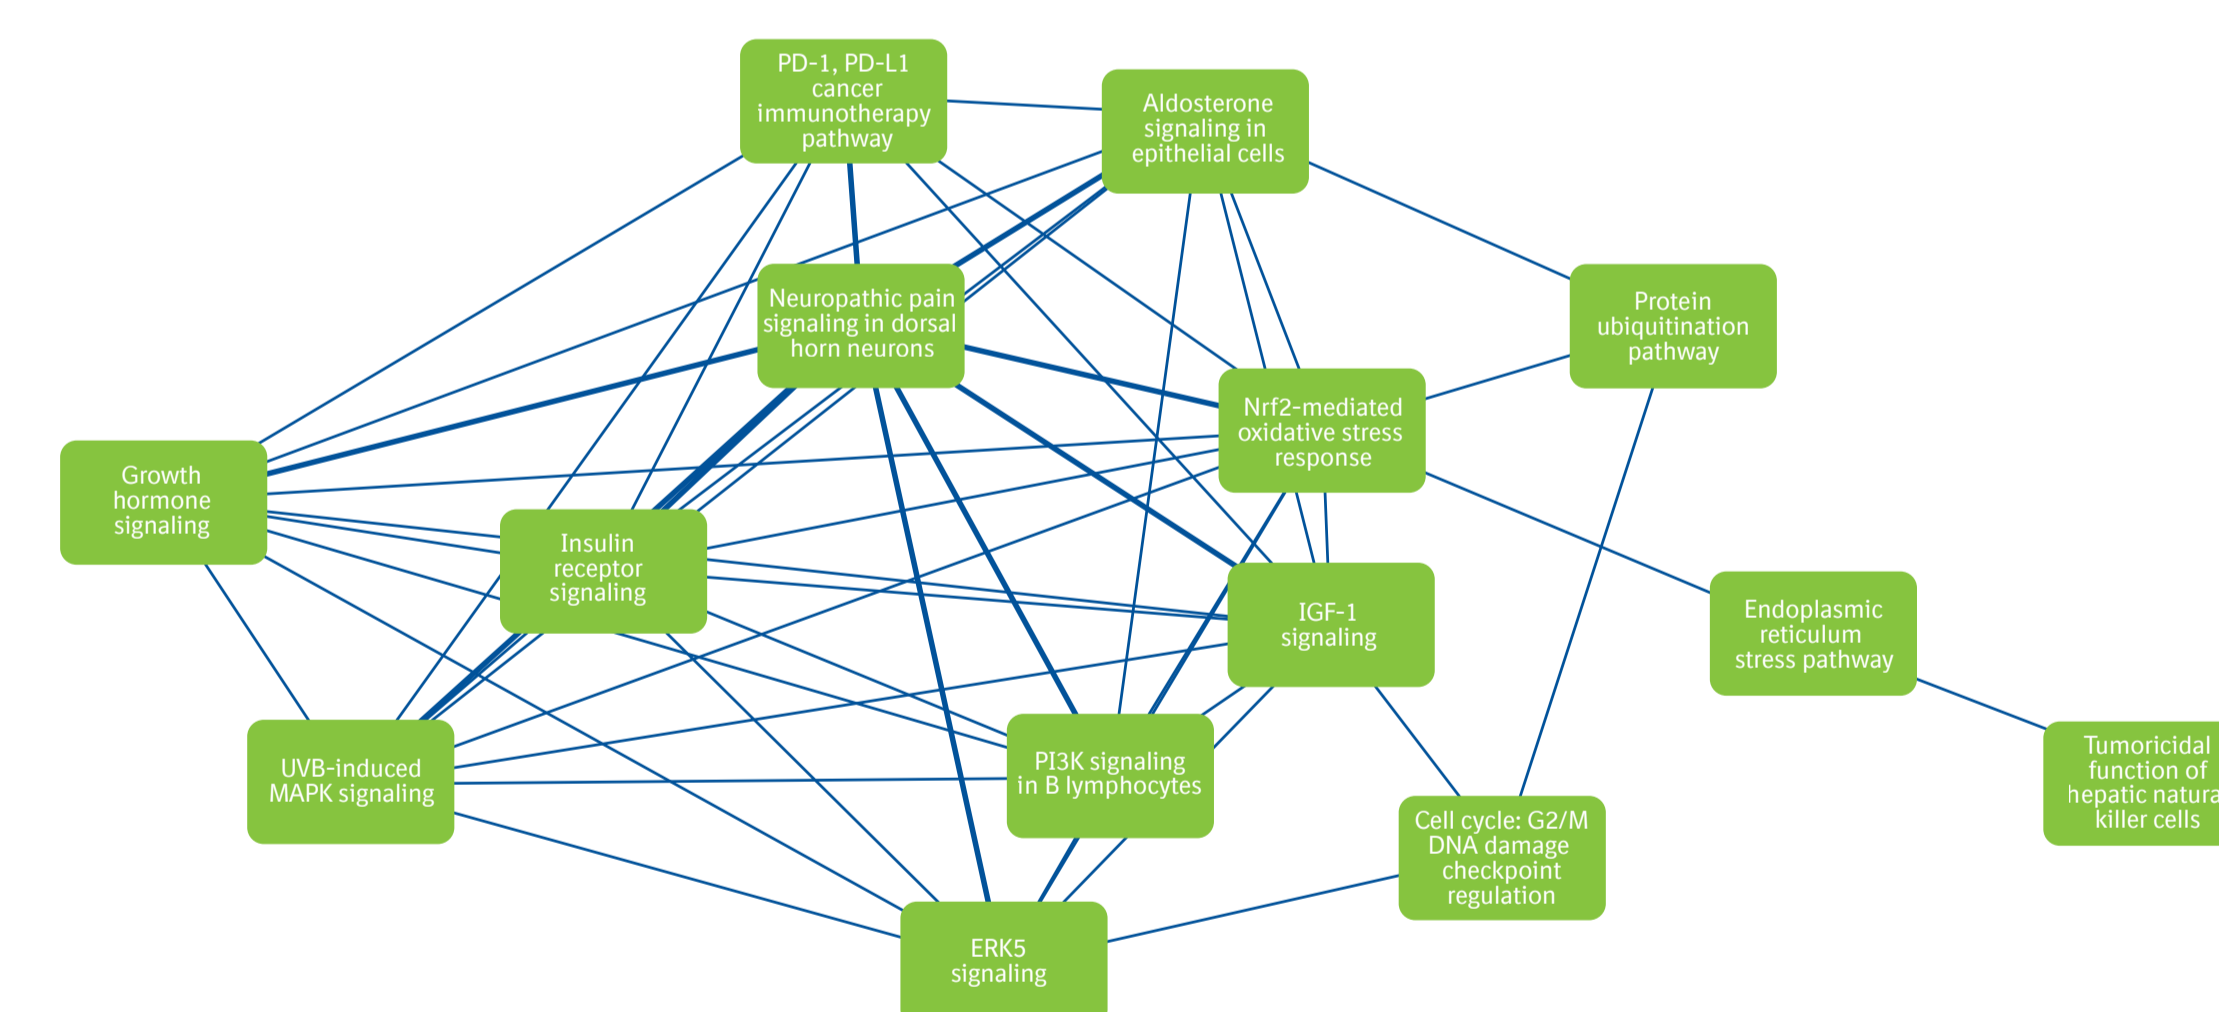 PD-1, PD-L1
cancer
immunotherapy
pathway
Aldosterone
signaling in
epithelial cells
Neuropathic pain
signaling in dorsal
horn neurons
Protein
ubiquitination
pathway
Nrf2-mediated
oxidative stress
response
Growth
hormone
signaling
Insulin
receptor
signaling
IGF-1
signaling
Endoplasmic
reticulum
stress pathway
UVB-induced
MAPK signaling
PI3K signaling
in B lymphocytes
Tumoricidal
function of
hepatic natura
killer cells
Cell cycle: G2/M
DNA damage
checkpoint
regulation
ERK5
signaling